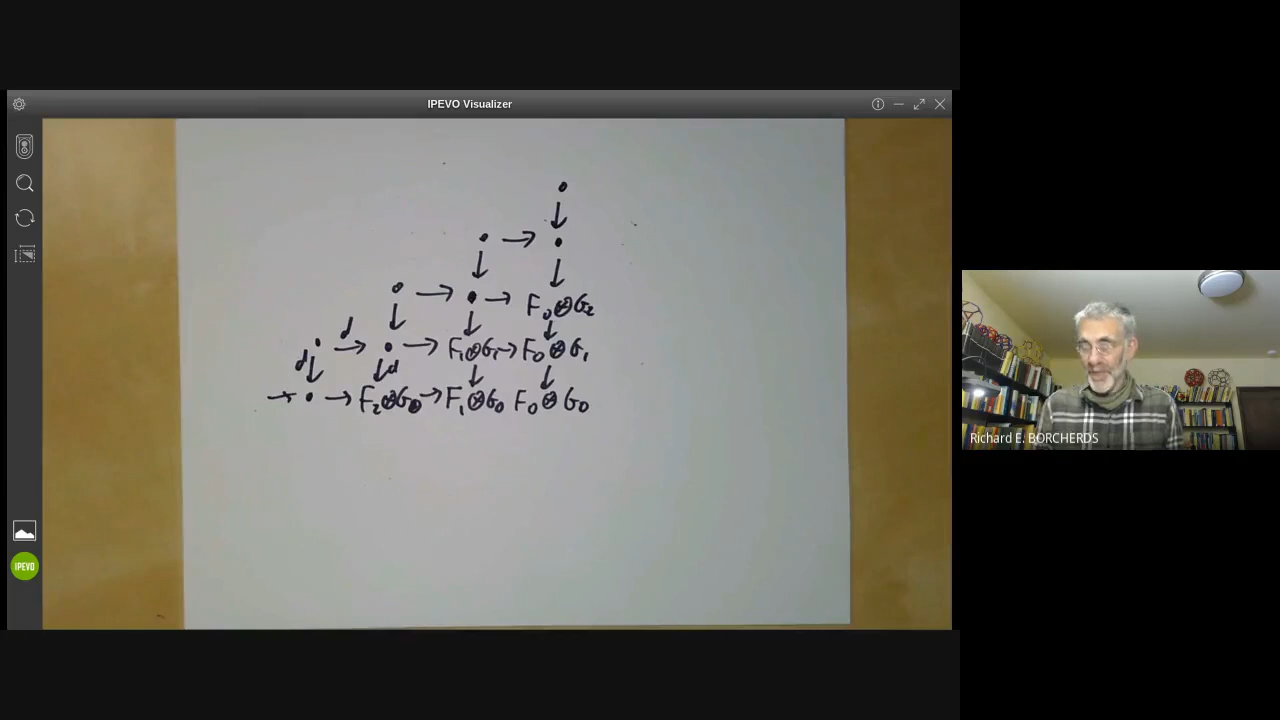 IPEVO Visualizer
F₀⊗G₂
d → F₁⊗G₁ → F₀⊗G₁
d d
→ → F₂⊗G₀ → F₁⊗G₀ F₀⊗G₀
Richard E. BORCHERDS
IPEVO